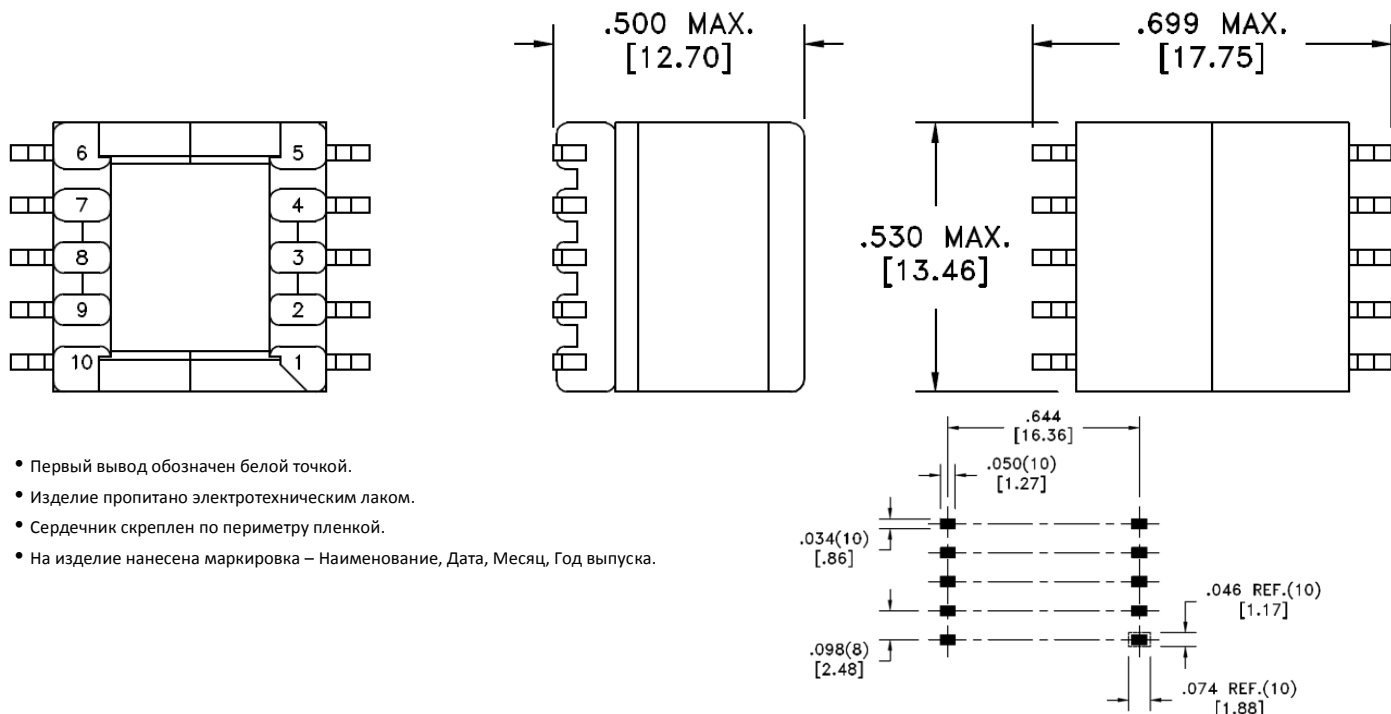 .500 MAX.
[12.70]
.699 MAX.
[17.75]
6 5
7 4
8 3
9 2
10 1
.530 MAX.
[13.46]
• Первый вывод обозначен белой точкой.
• Изделие пропитано электротехническим лаком.
• Сердечник скреплен по периметру пленкой.
• На изделие нанесена маркировка – Наименование, Дата, Месяц, Год выпуска.
.644
[16.36]
.050(10)
[1.27]
.034(10)
[.86]
.046 REF.(10)
[1.17]
.098(8)
[2.48]
.074 REF.(10)
[1.88]